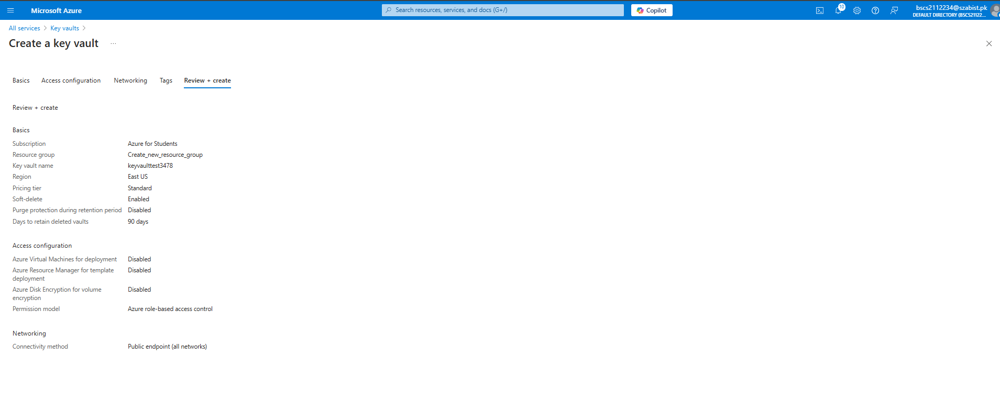 Microsoft Azure
Search resources, services, and docs (G+/)
Copilot
10
bscs2112234@szabist.pk
DEFAULT DIRECTORY (BSCS21122...
All services > Key vaults >
Create a key vault ...
Basics Access configuration Networking Tags Review + create
Review + create
Basics
Subscription Azure for Students
Resource group Create_new_resource_group
Key vault name keyvaulttest3478
Region East US
Pricing tier Standard
Soft-delete Enabled
Purge protection during retention period Disabled
Days to retain deleted vaults 90 days
Access configuration
Azure Virtual Machines for deployment Disabled
Azure Resource Manager for template Disabled
deployment
Azure Disk Encryption for volume Disabled
encryption
Permission model Azure role-based access control
Networking
Connectivity method Public endpoint (all networks)